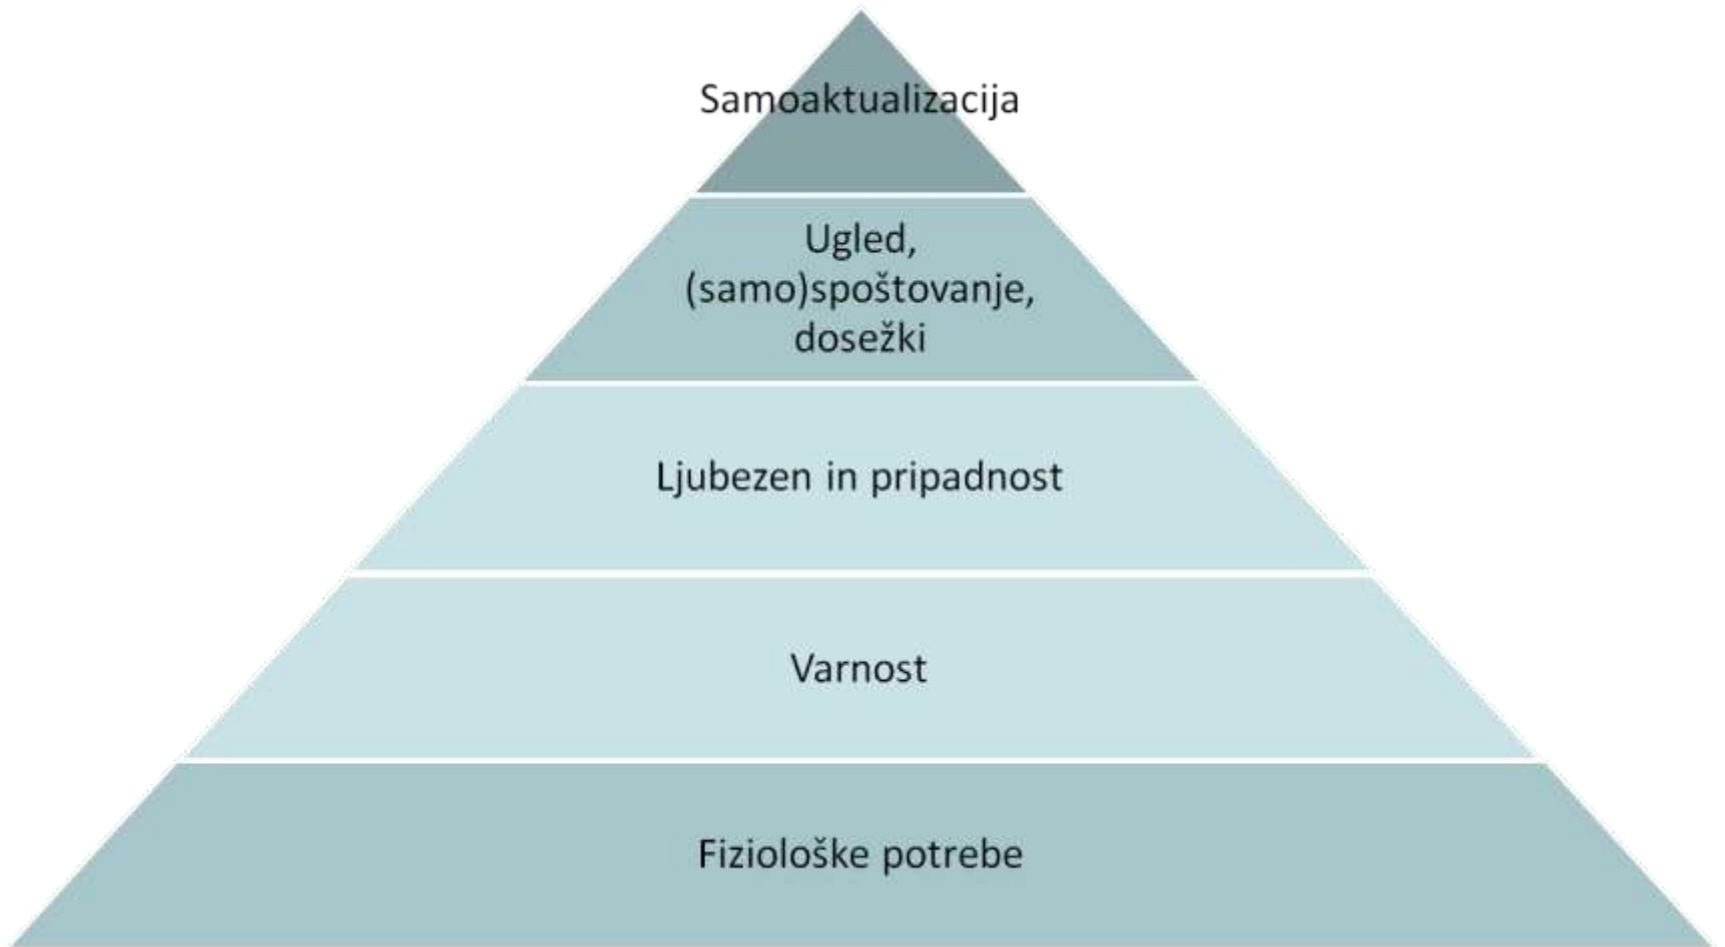 Samoaktualizacija
Ugled,
(samo)spoštovanje,
dosežki
Ljubezen in pripadnost
Varnost
Fiziološke potrebe